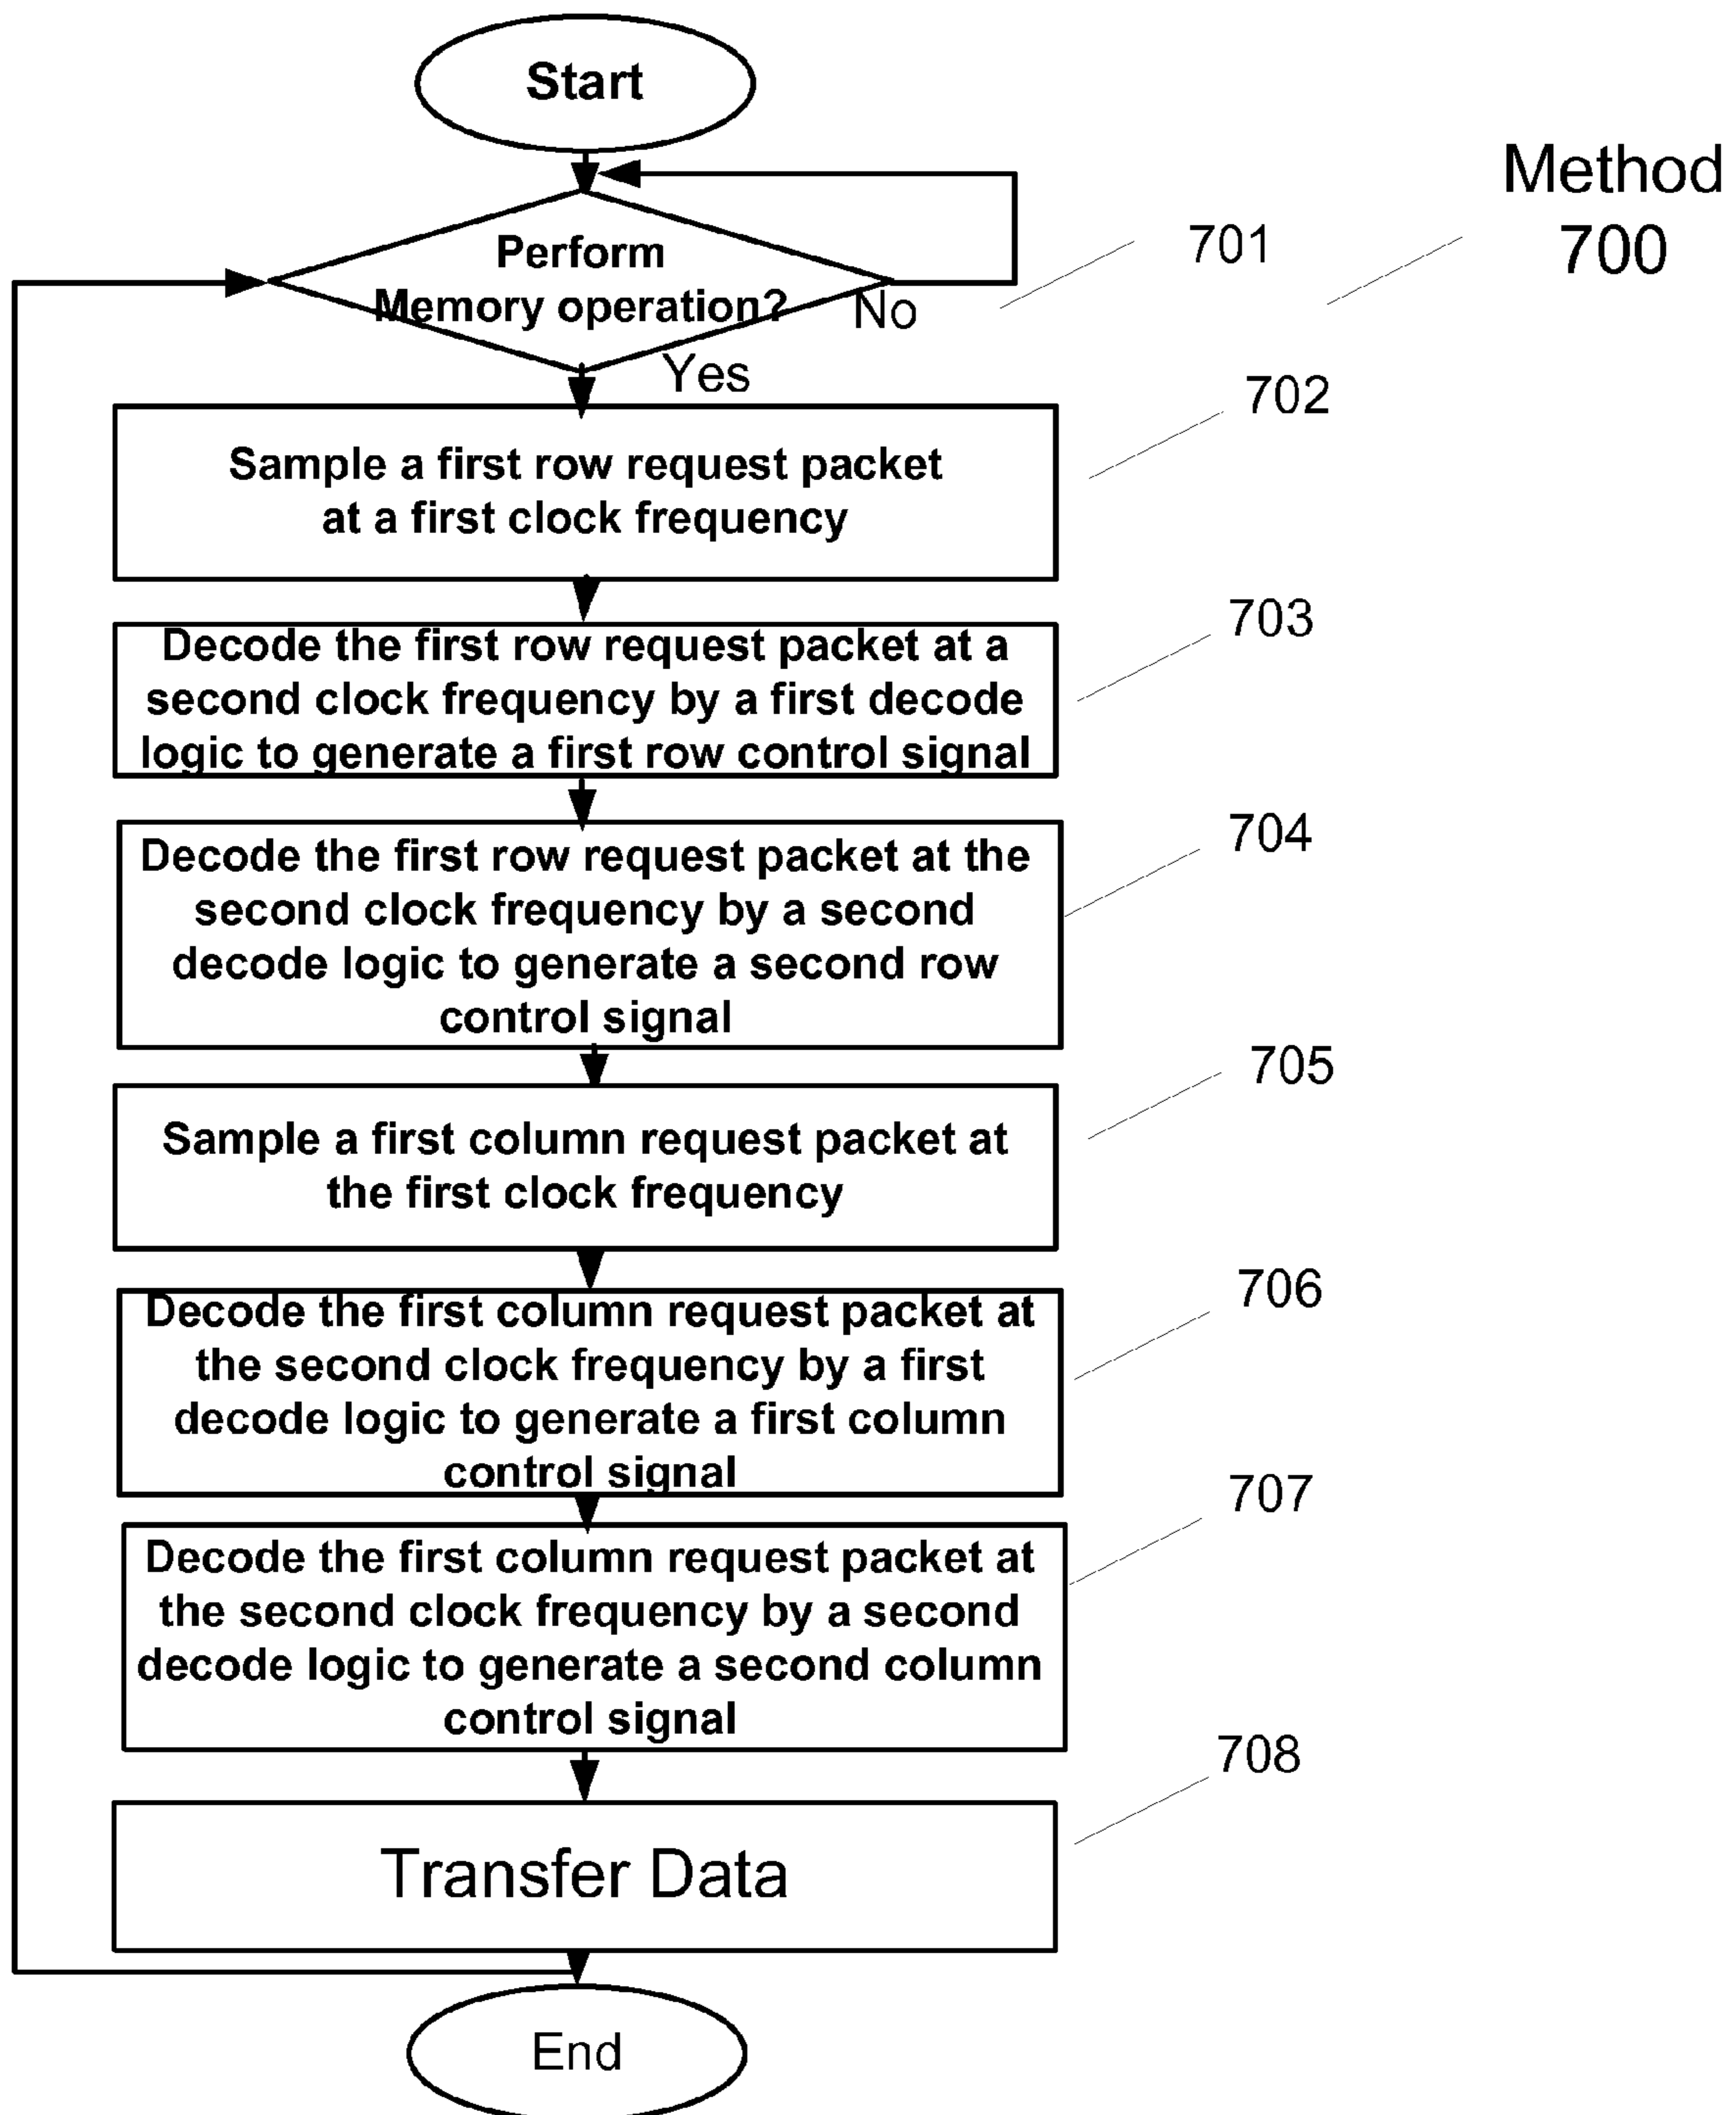 Start
Method
700
Perform
Memory operation?
701
No
Yes
702
Sample a first row request packet
at a first clock frequency
703
Decode the first row request packet at a
second clock frequency by a first decode
logic to generate a first row control signal
704
Decode the first row request packet at the
second clock frequency by a second
decode logic to generate a second row
control signal
705
Sample a first column request packet at
the first clock frequency
706
Decode the first column request packet at
the second clock frequency by a first
decode logic to generate a first column
control signal
707
Decode the first column request packet at
the second clock frequency by a second
decode logic to generate a second column
control signal
708
Transfer Data
End